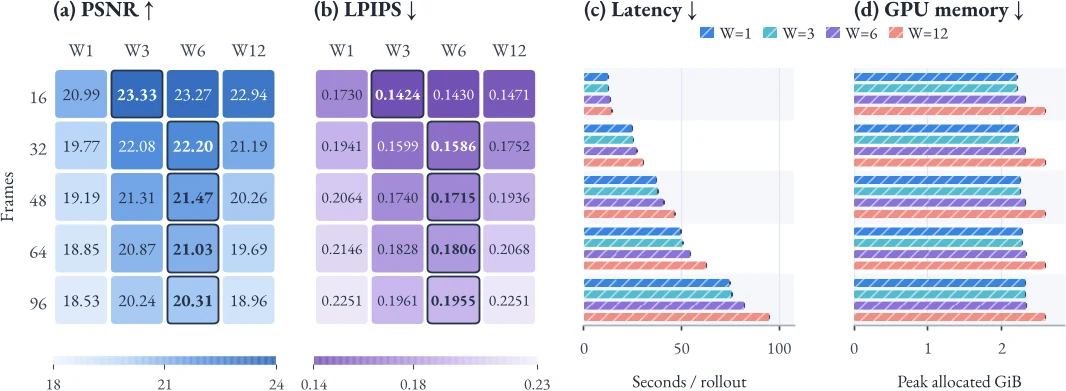 (a) PSNR ↑ (b) LPIPS ↓ (c) Latency ↓ (d) GPU memory ↓
W=1 W=3 W=6 W=12
W1 W3 W6 W12 W1 W3 W6 W12
Frames
16 20.99 23.33 23.27 22.94 0.1730 0.1424 0.1430 0.1471
32 19.77 22.08 22.20 21.19 0.1941 0.1599 0.1586 0.1752
48 19.19 21.31 21.47 20.26 0.2064 0.1740 0.1715 0.1936
64 18.85 20.87 21.03 19.69 0.2146 0.1828 0.1806 0.2068
96 18.53 20.24 20.31 18.96 0.2251 0.1961 0.1955 0.2251
0 50 100 0 1 2
18 21 24 0.14 0.18 0.23
Seconds / rollout Peak allocated GiB